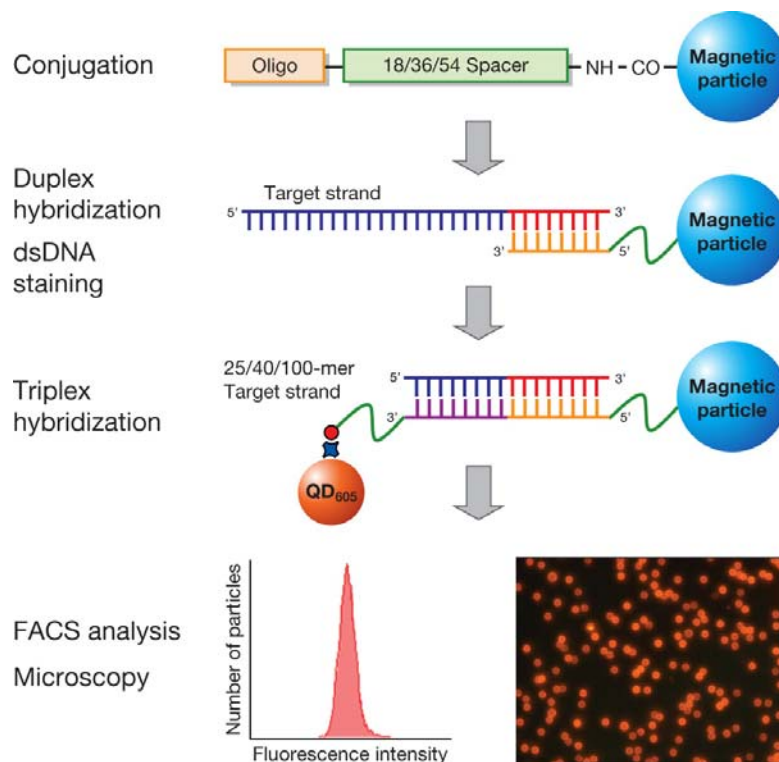 Conjugation
Oligo
18/36/54 Spacer
NH
CO
Magnetic
particle
Duplex
hybridization
dsDNA
staining
Target strand
5'
3'
3'
5'
Magnetic
particle
Triplex
hybridization
25/40/100-mer
Target strand
5'
3'
3'
5'
Magnetic
particle
QD605
FACS analysis
Microscopy
Number of particles
Fluorescence intensity